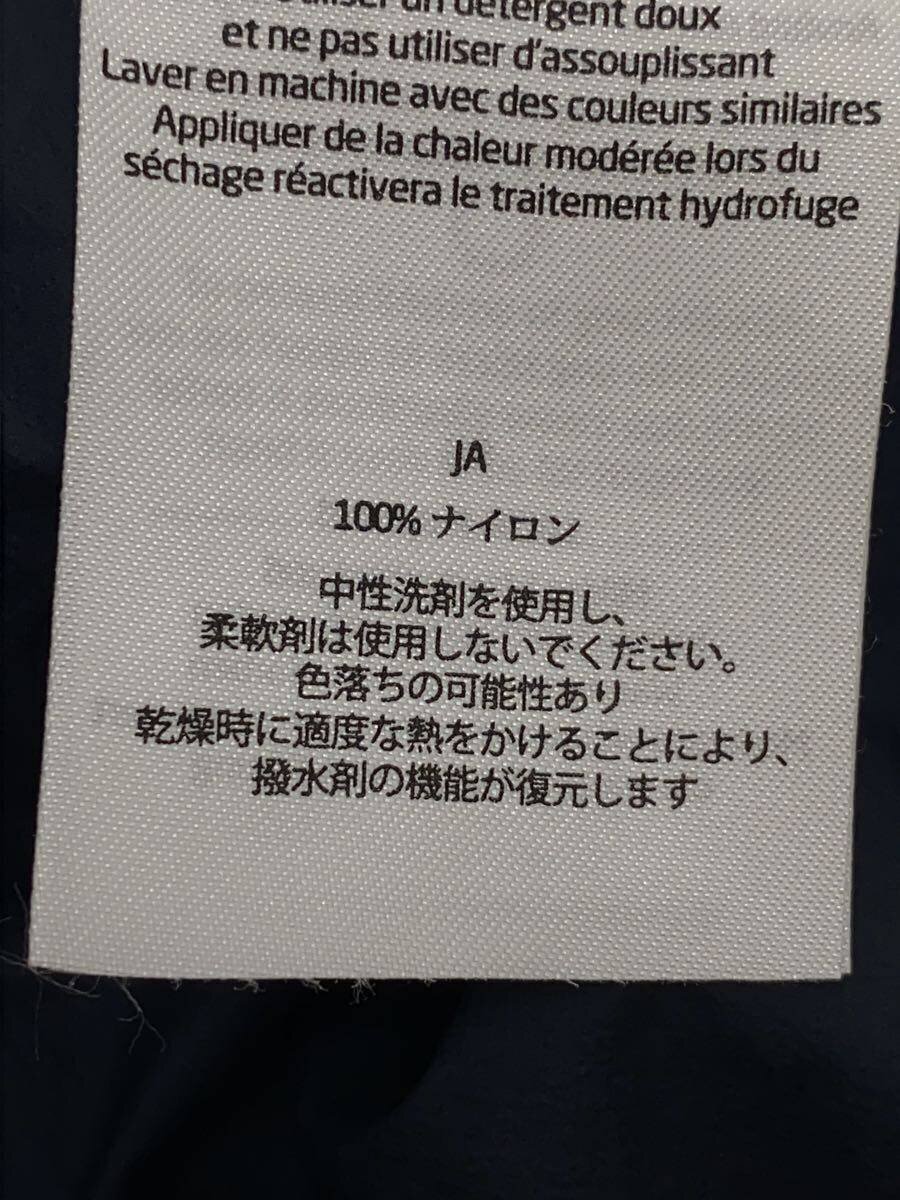 un détergent doux
et ne pas utiliser d'assouplissant
Laver en machine avec des couleurs similaires
Appliquer de la chaleur modérée lors du
séchage réactivera le traitement hydrofuge
JA
100% ナイロン
中性洗剤を使用し、
柔軟剤は使用しないでください。
色落ちの可能性あり
乾燥時に適度な熱をかけることにより、
撥水剤の機能が復元します